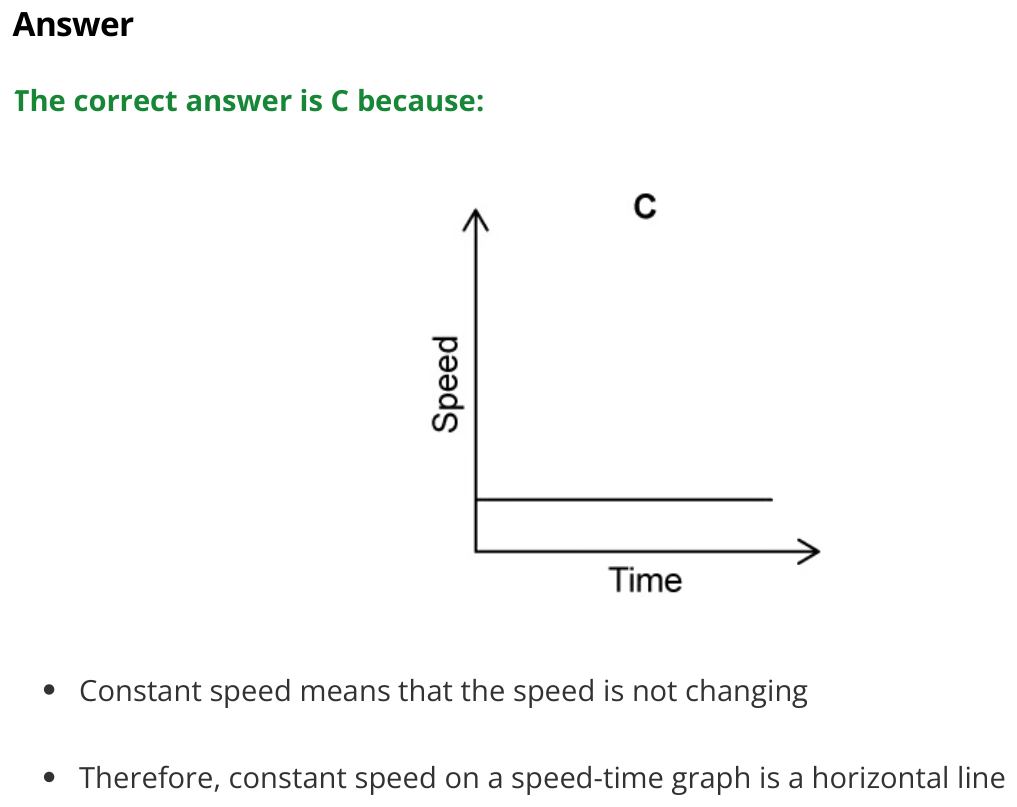 Answer
The correct answer is C because:
C
Speed
Time
Constant speed means that the speed is not changing
Therefore, constant speed on a speed-time graph is a horizontal line